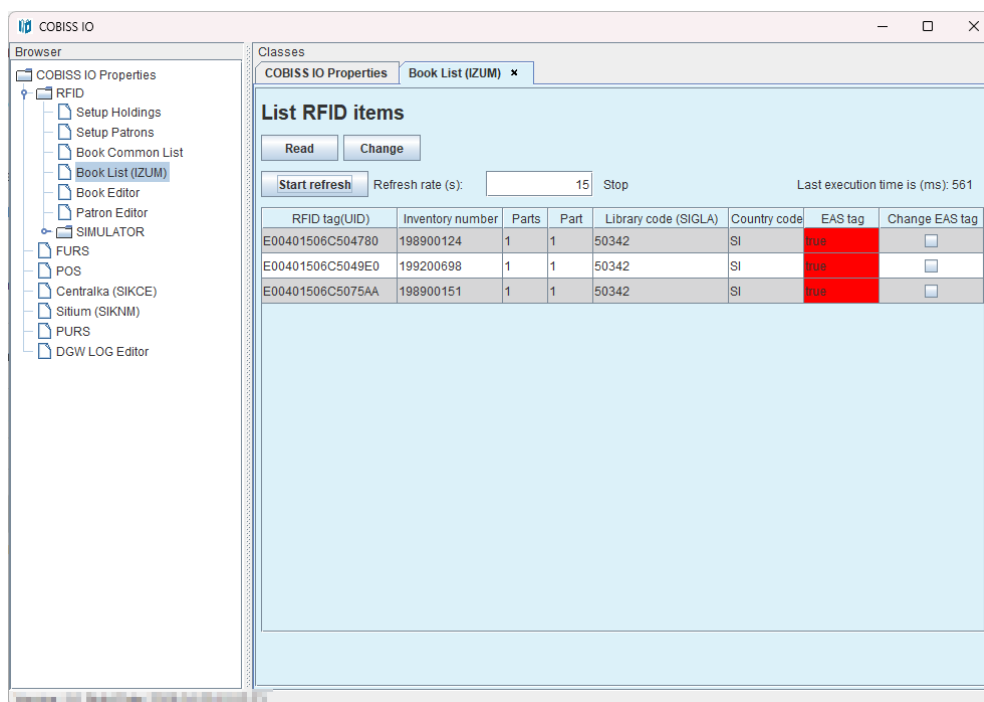 COBISS IO
Browser
COBISS IO Properties
RFID
Setup Holdings
Setup Patrons
Book Common List
Book List (IZUM)
Book Editor
Patron Editor
SIMULATOR
FURS
POS
Centralka (SIKCE)
Sitium (SIKNM)
PURS
DGW LOG Editor
Classes
COBISS IO Properties Book List (IZUM)
List RFID items
Read Change
Start refresh Refresh rate (s): 15 Stop Last execution time is (ms): 561
RFID tag(UID) Inventory number Parts Part Library code (SIGLA) Country code EAS tag Change EAS tag
E00401506C504780 198900124 1 1 50342 SI true
E00401506C5049E0 199200698 1 1 50342 SI true
E00401506C5075AA 198900151 1 1 50342 SI true